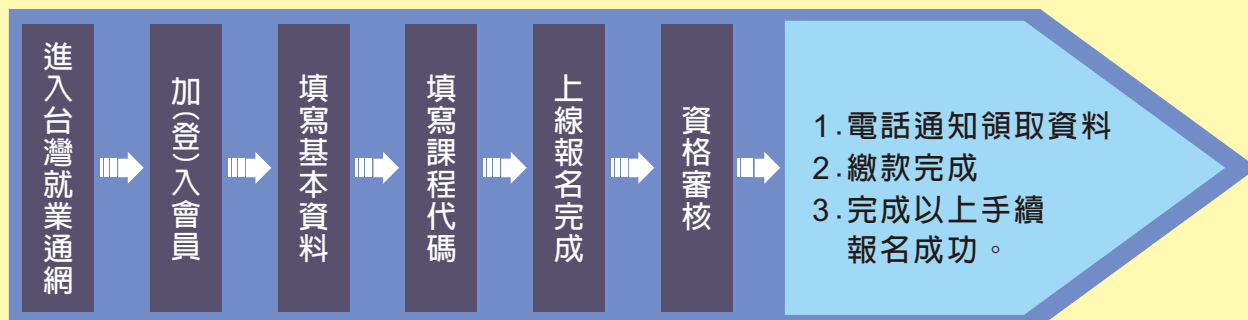 進入台灣就業通網
加(登)入會員
填寫基本資料
填寫課程代碼
上線報名完成
資格審核
1.電話通知領取資料
2.繳款完成
3.完成以上手續
報名成功。